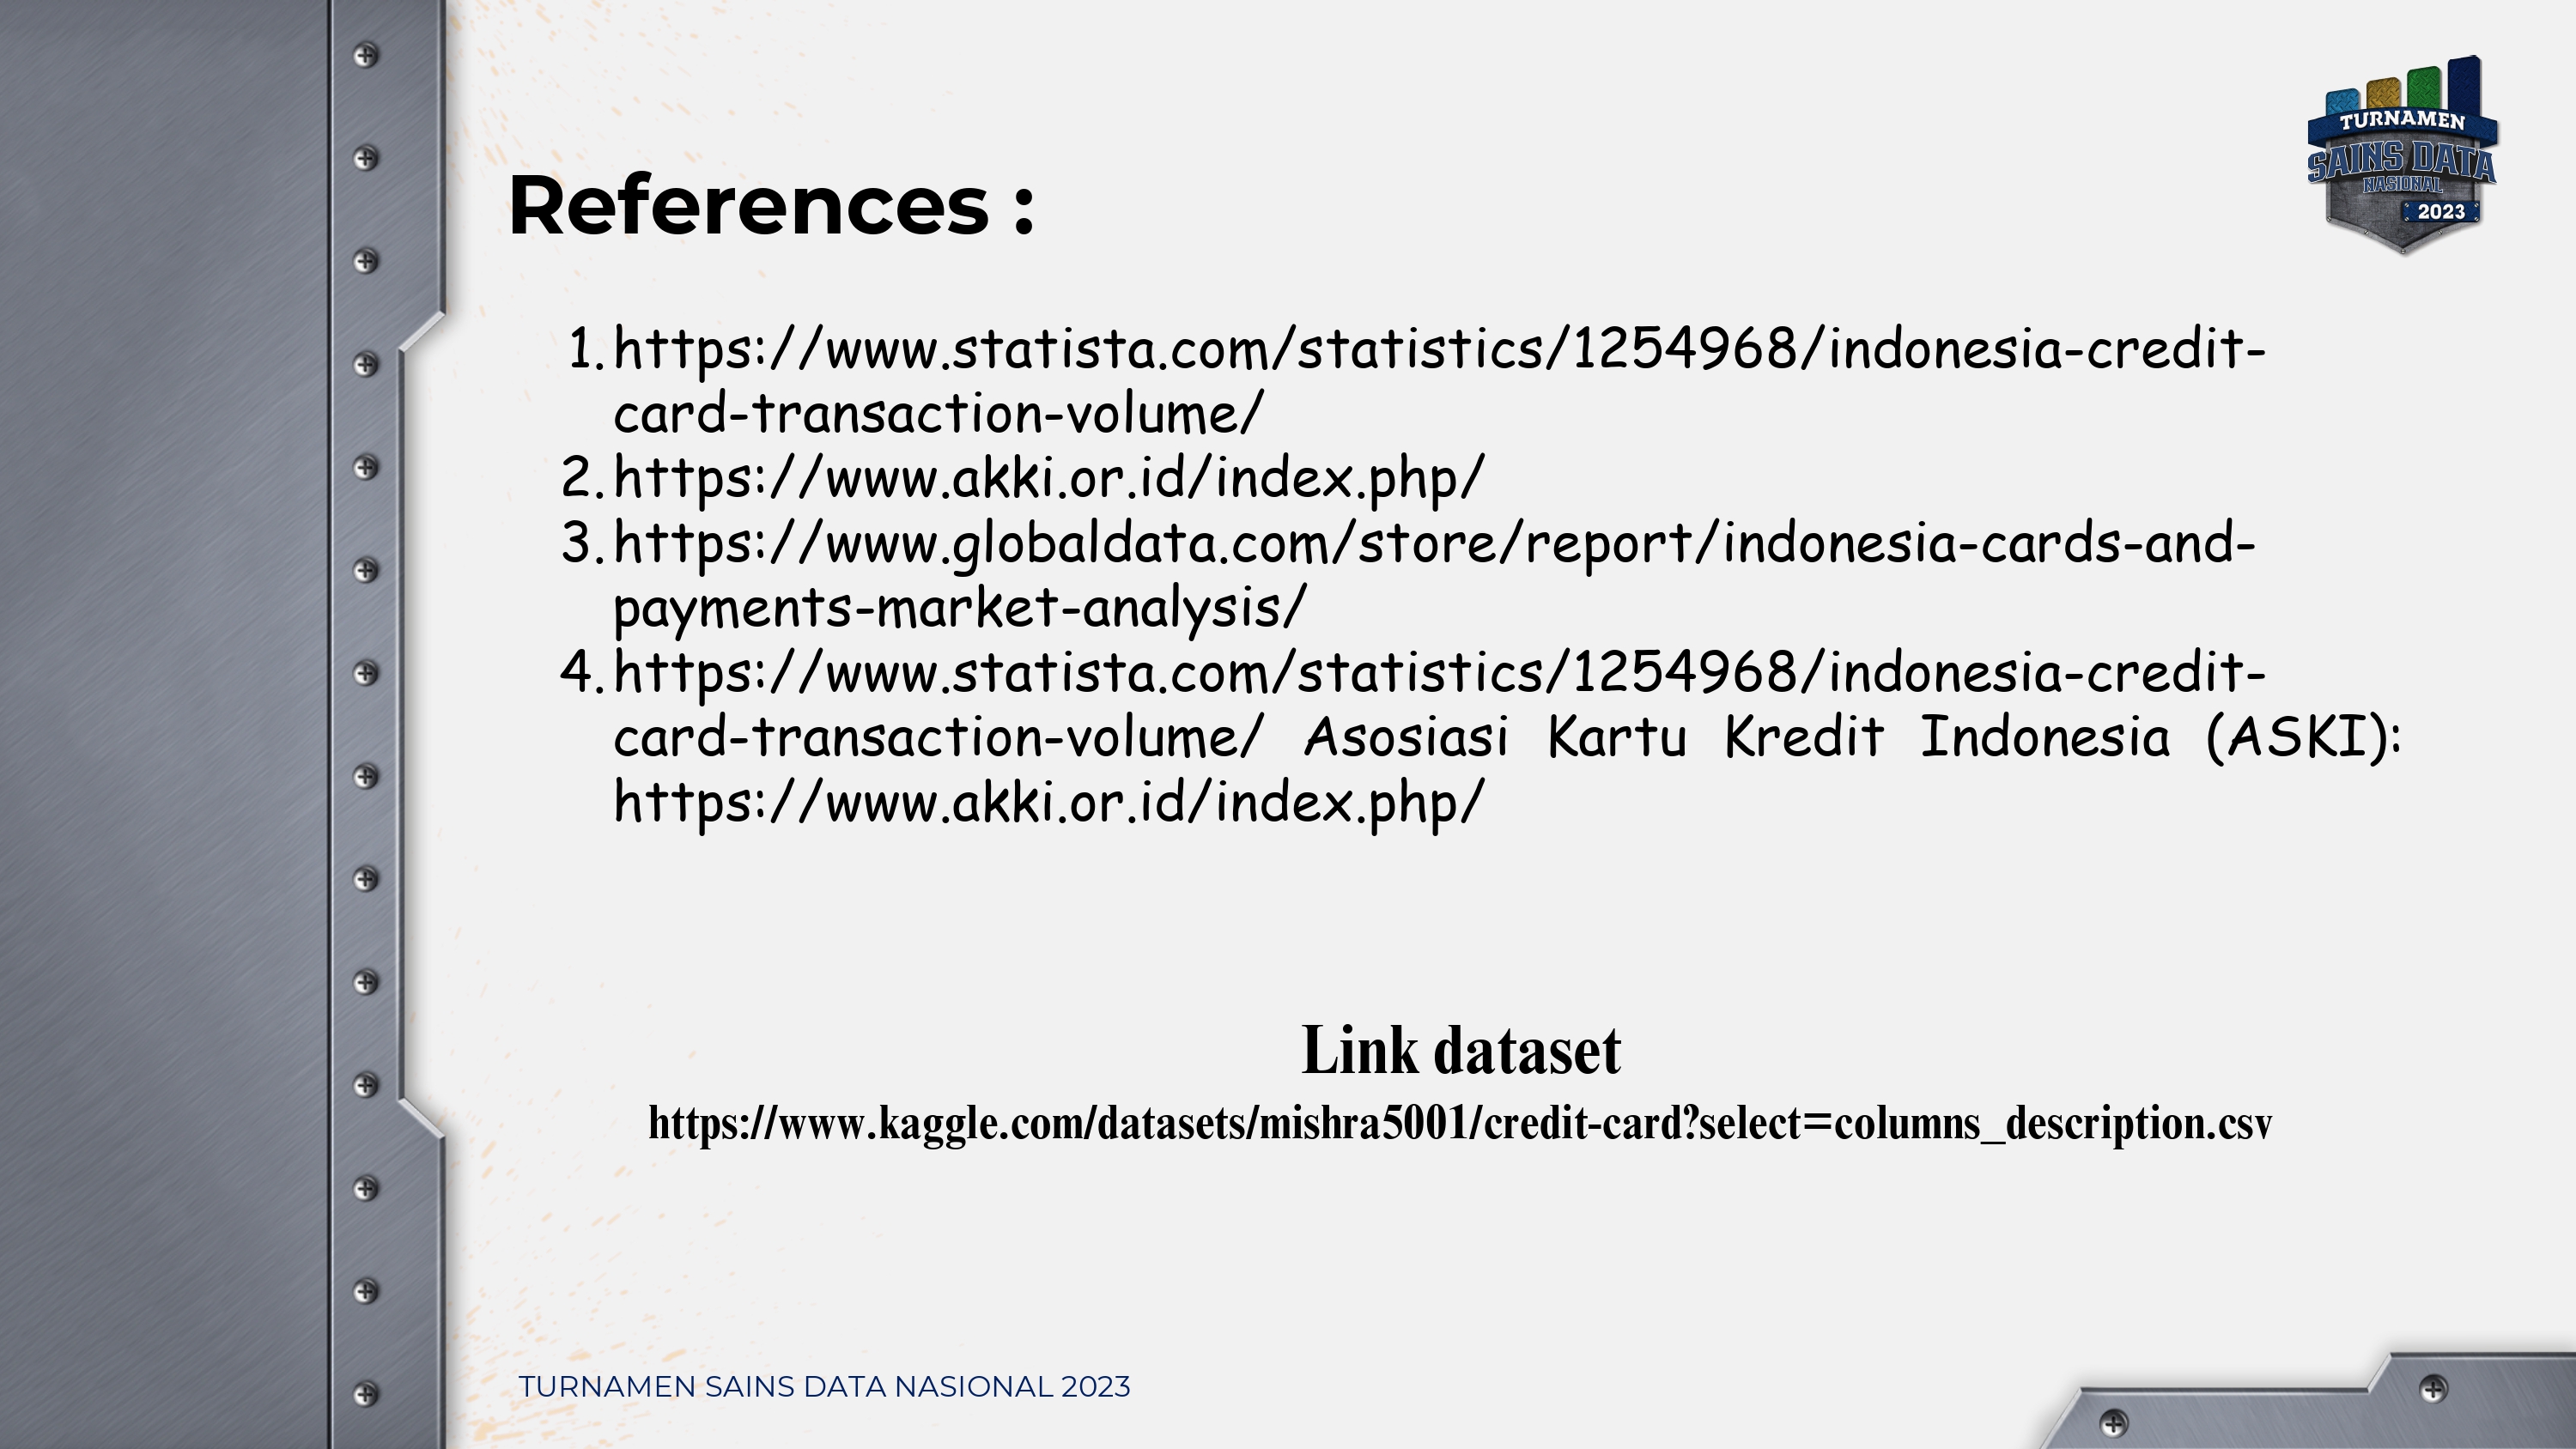 TURNAMEN
SAINS DATA
NASIONAL
2023
References :
1. https://www.statista.com/statistics/1254968/indonesia-credit-
card-transaction-volume/
2. https://www.akki.or.id/index.php/
3. https://www.globaldata.com/store/report/indonesia-cards-and-
payments-market-analysis/
4. https://www.statista.com/statistics/1254968/indonesia-credit-
card-transaction-volume/ Asosiasi Kartu Kredit Indonesia (ASKI):
https://www.akki.or.id/index.php/
Link dataset
https://www.kaggle.com/datasets/mishra5001/credit-card?select=columns_description.csv
TURNAMEN SAINS DATA NASIONAL 2023